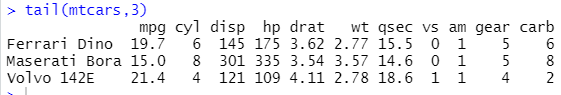 > tail(mtcars,3)
               mpg cyl disp  hp drat   wt qsec vs am gear carb
Ferrari Dino  19.7   6  145 175 3.62 2.77 15.5  0  1    5    6
Maserati Bora 15.0   8  301 335 3.54 3.57 14.6  0  1    5    8
Volvo 142E    21.4   4  121 109 4.11 2.78 18.6  1  1    4    2
>